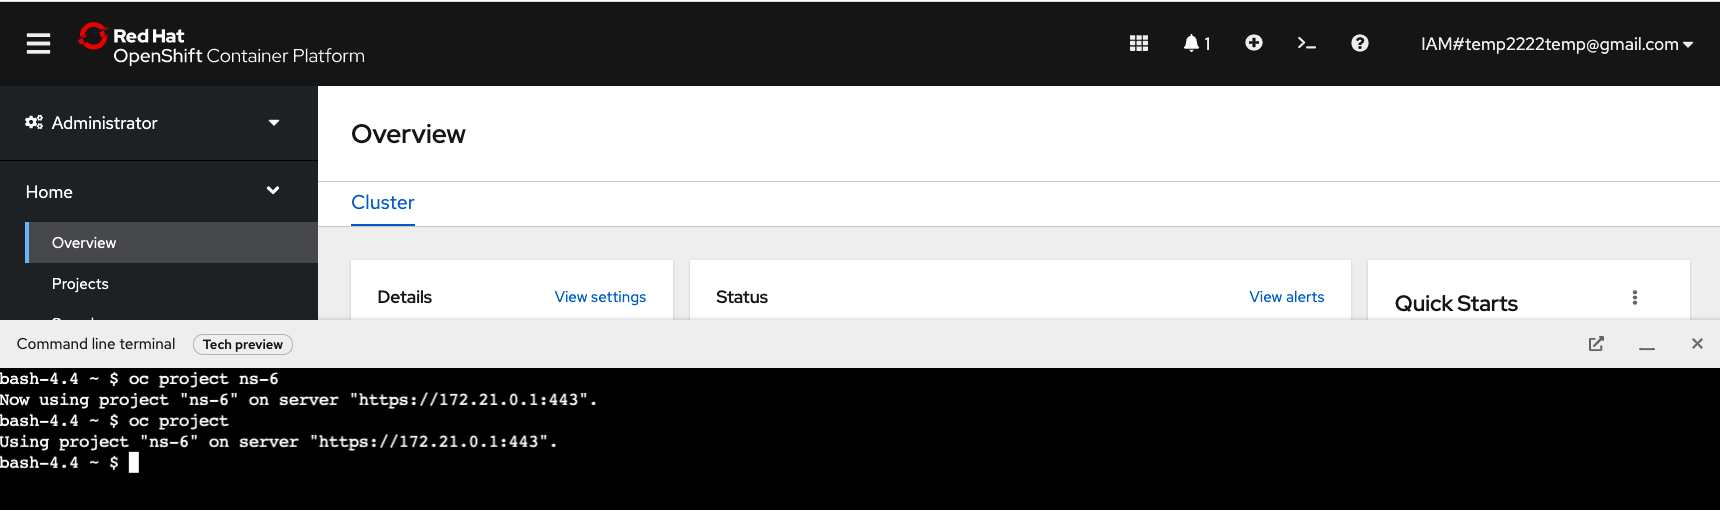 Red Hat
OpenShift Container Platform
1
IAM#temp2222temp@gmail.com
Administrator
Home
Overview
Projects
Overview
Cluster
Details
View settings
Status
View alerts
Quick Starts
Command line terminal
Tech preview
bash-4.4 ~ $ oc project ns-6
Now using project "ns-6" on server "https://172.21.0.1:443".
bash-4.4 ~ $ oc project
Using project "ns-6" on server "https://172.21.0.1:443".
bash-4.4 ~ $